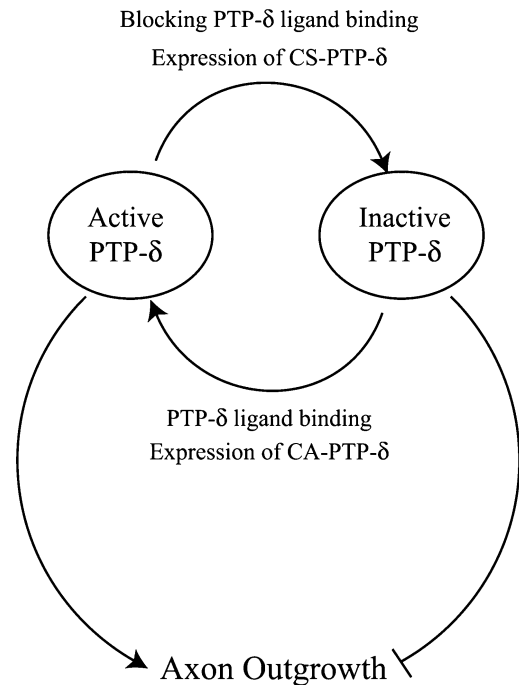 Blocking PTP-δ ligand binding
Expression of CS-PTP-δ
Active
PTP-δ
Inactive
PTP-δ
PTP-δ ligand binding
Expression of CA-PTP-δ
Axon Outgrowth